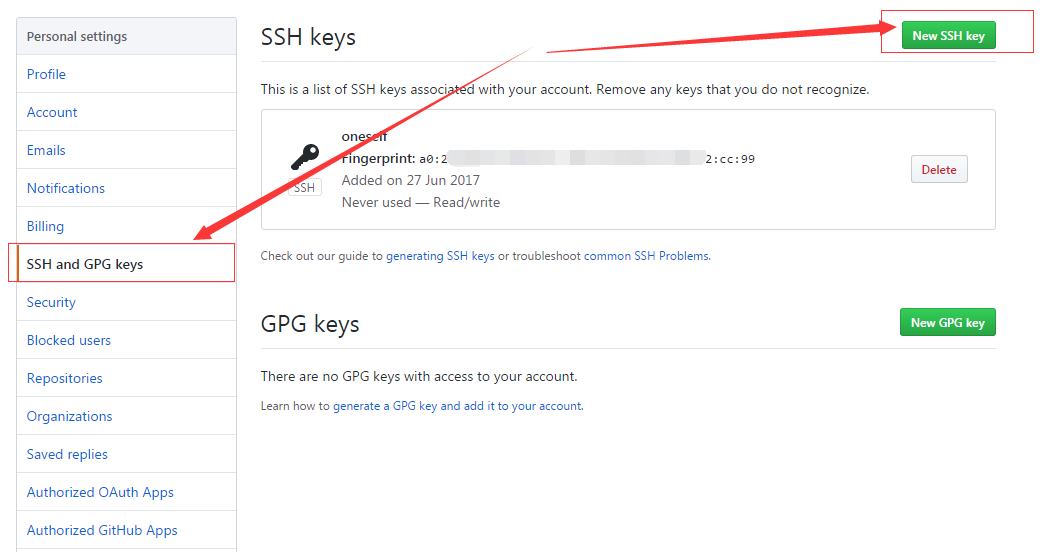 Personal settings
Profile
Account
Emails
Notifications
Billing
SSH and GPG keys
Security
Blocked users
Repositories
Organizations
Saved replies
Authorized OAuth Apps
Authorized GitHub Apps
SSH keys
New SSH key
This is a list of SSH keys associated with your account. Remove any keys that you do not recognize.
oneself
Fingerprint: a0:2 2:cc:99
SSH
Added on 27 Jun 2017
Never used — Read/write
Delete
Check out our guide to generating SSH keys or troubleshoot common SSH Problems.
GPG keys
New GPG key
There are no GPG keys with access to your account.
Learn how to generate a GPG key and add it to your account.